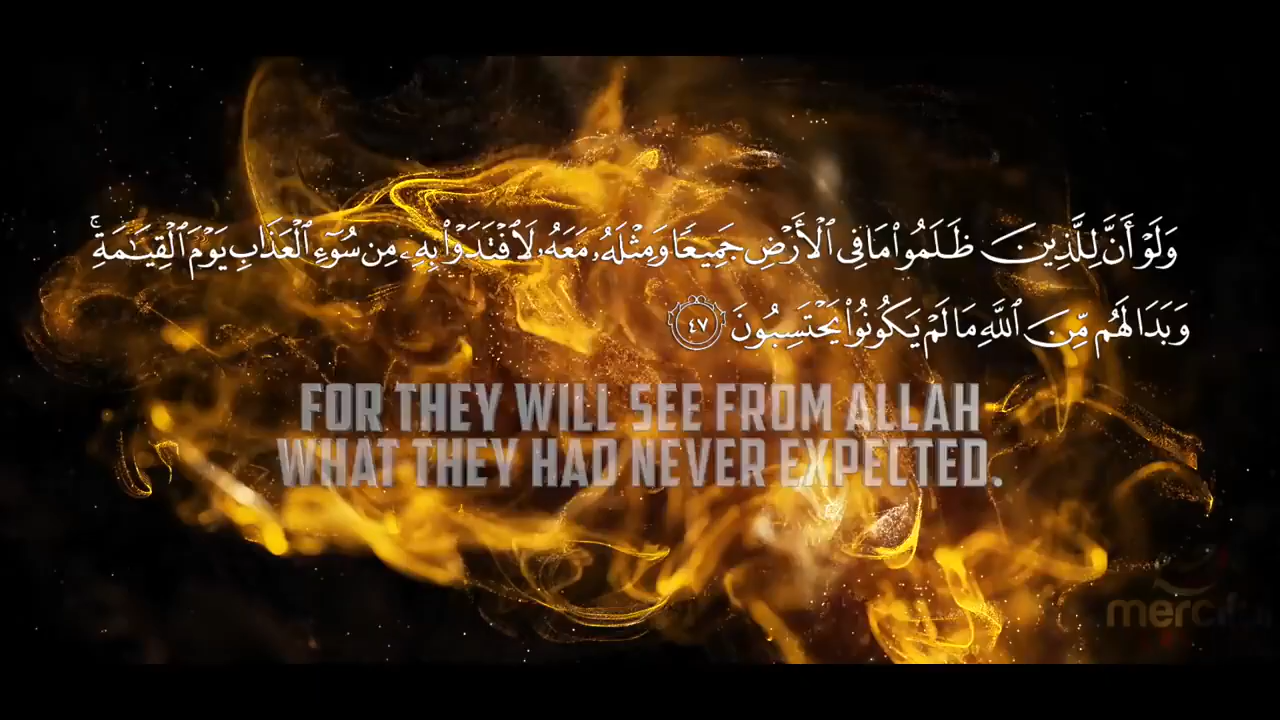 وَلَوۡ أَنَّ لِلَّذِينَ ظَلَمُواْ مَا فِي ٱلۡأَرۡضِ جَمِيعٗا وَمِثۡلَهُۥ مَعَهُۥ لَٱفۡتَدَوۡاْ بِهِۦ مِن سُوٓءِ ٱلۡعَذَابِ يَوۡمَ ٱلۡقِيَٰمَةِۚ
وَبَدَا لَهُم مِّنَ ٱللَّهِ مَا لَمۡ يَكُونُواْ يَحۡتَسِبُونَ ٤٧
FOR THEY WILL SEE FROM ALLAH
WHAT THEY HAD NEVER EXPECTED.